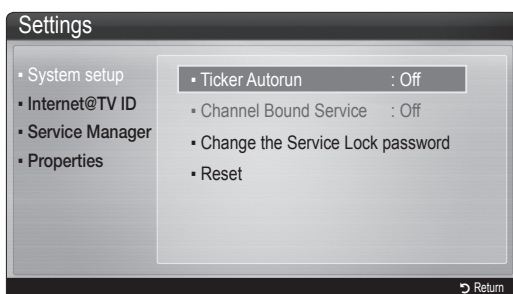 Settings
▪ System setup
▪ Internet@TV ID
▪ Service Manager
▪ Properties
▪ Ticker Autorun : Off
▪ Channel Bound Service : Off
▪ Change the Service Lock password
▪ Reset
Return